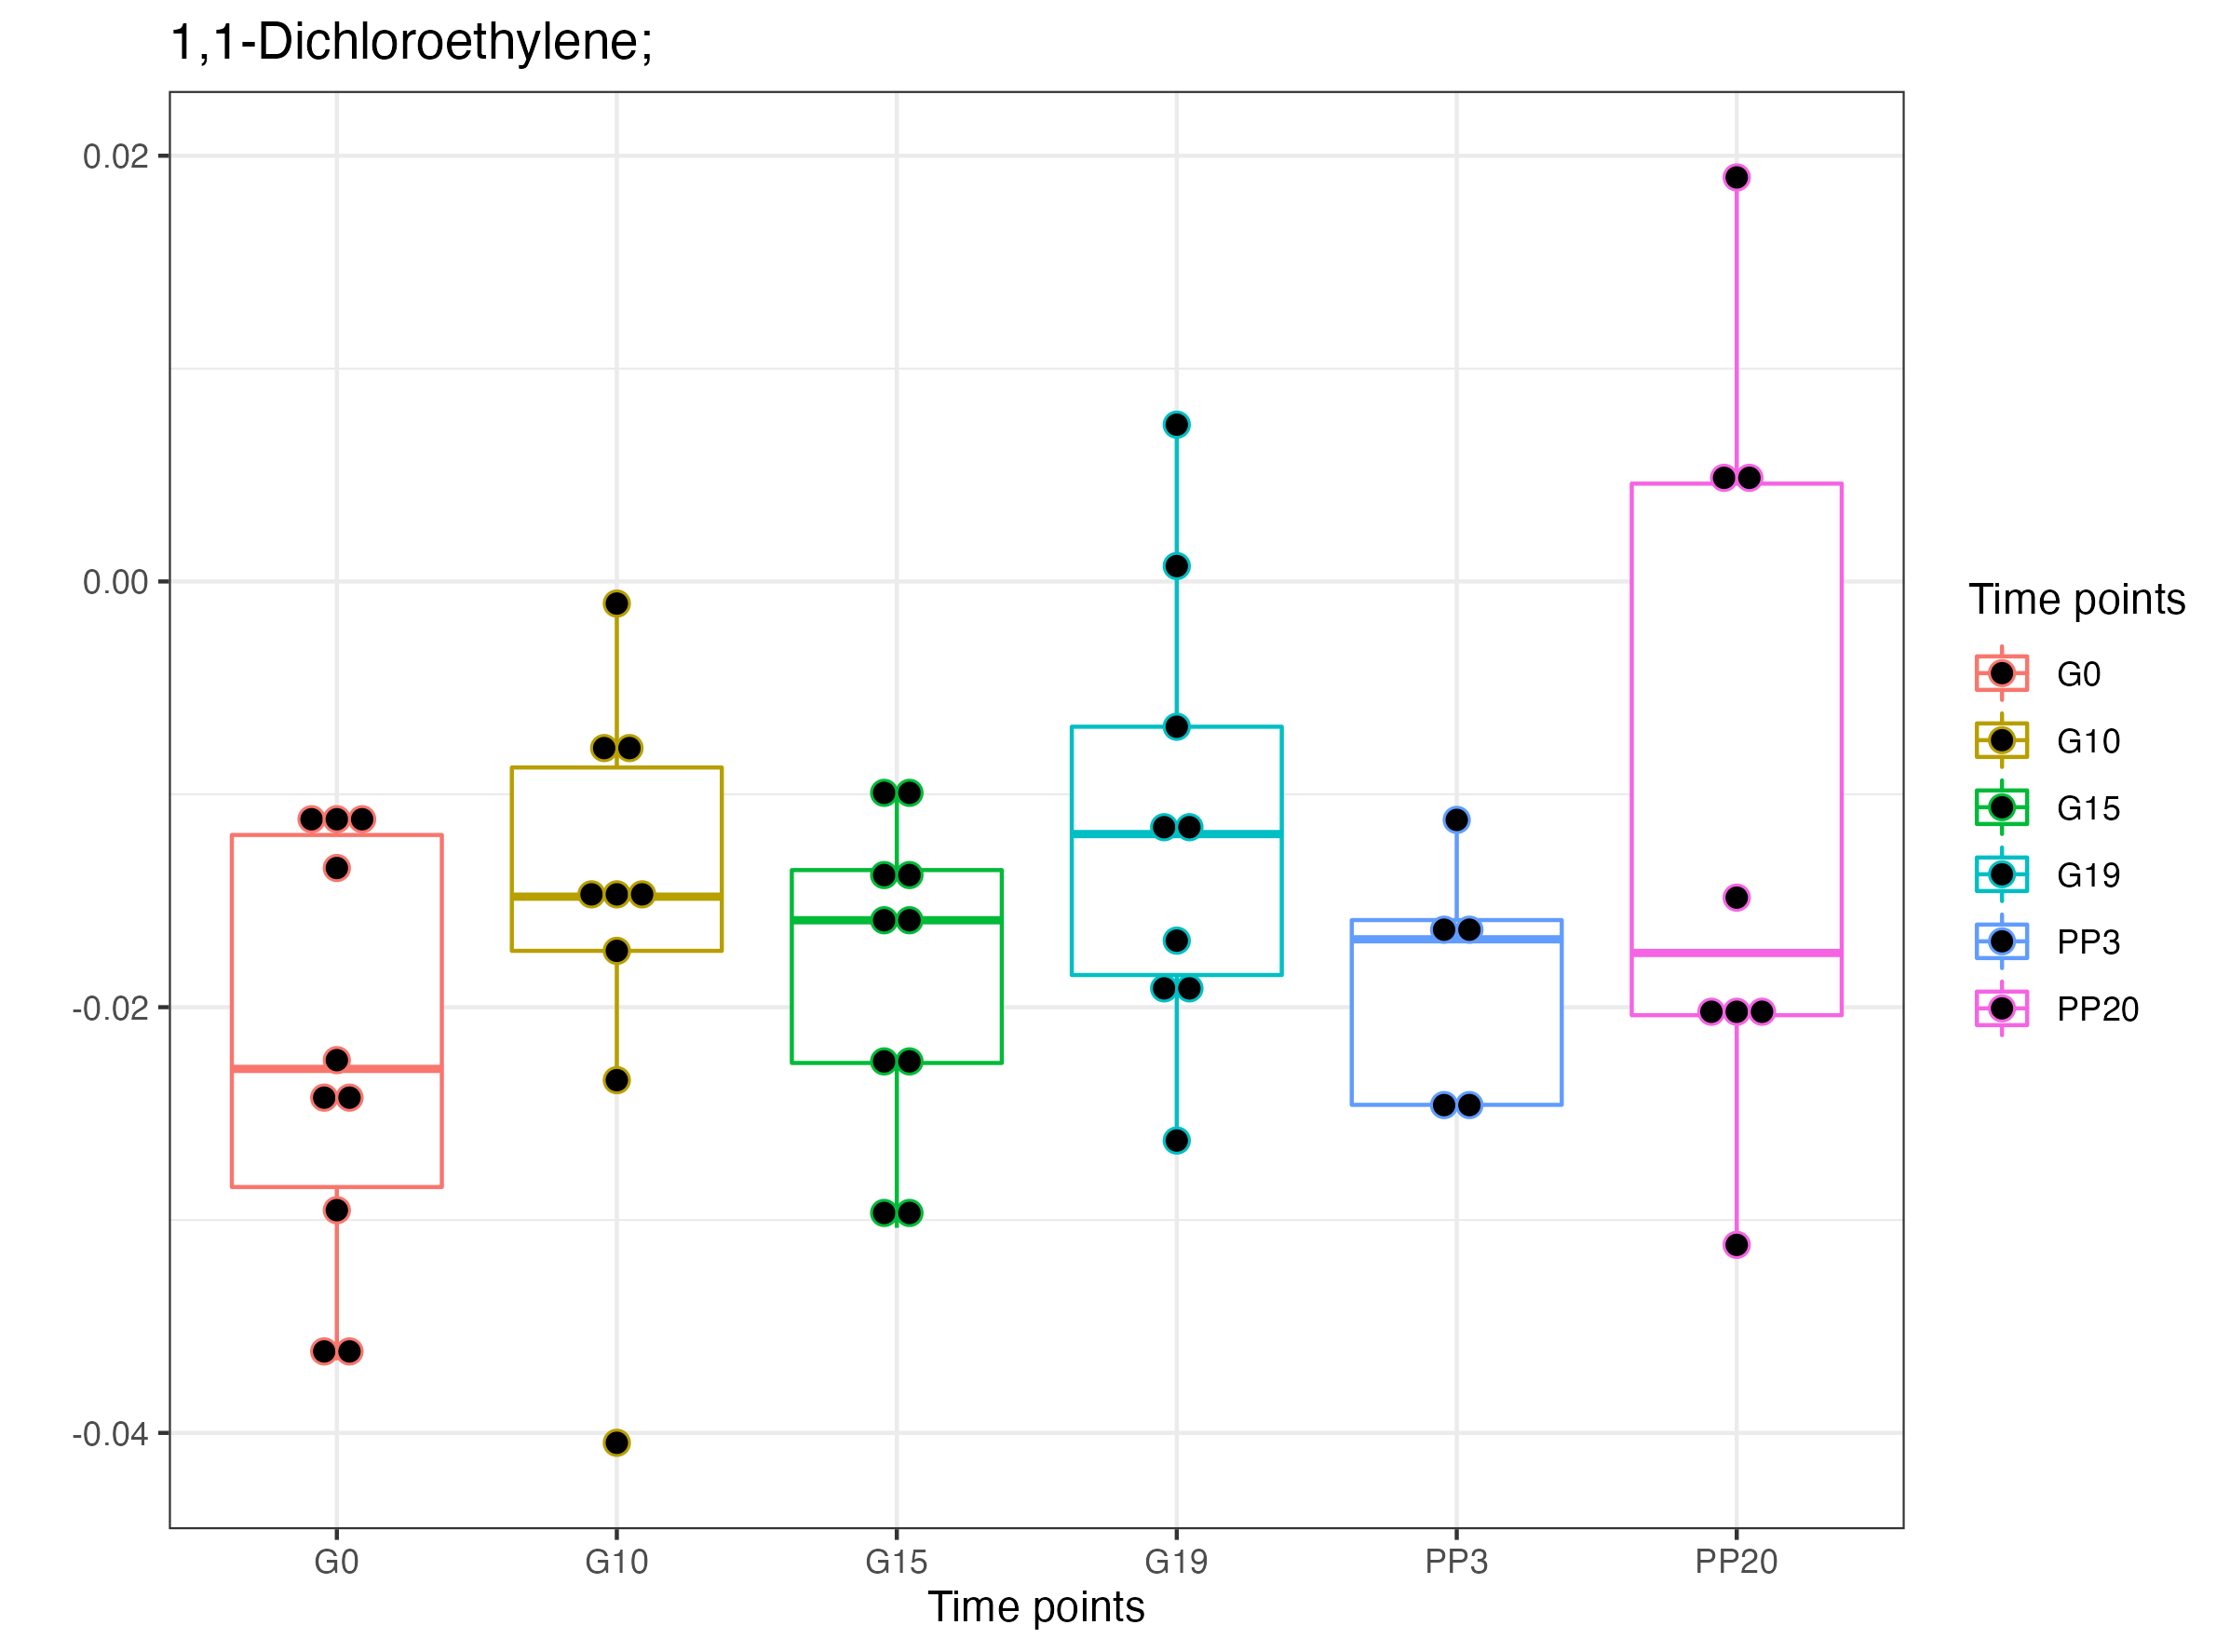 1,1-Dichloroethylene;
0.02
0.00
-0.02
-0.04
G0 G10 G15 G19 PP3 PP20
Time points
Time points
G0
G10
G15
G19
PP3
PP20